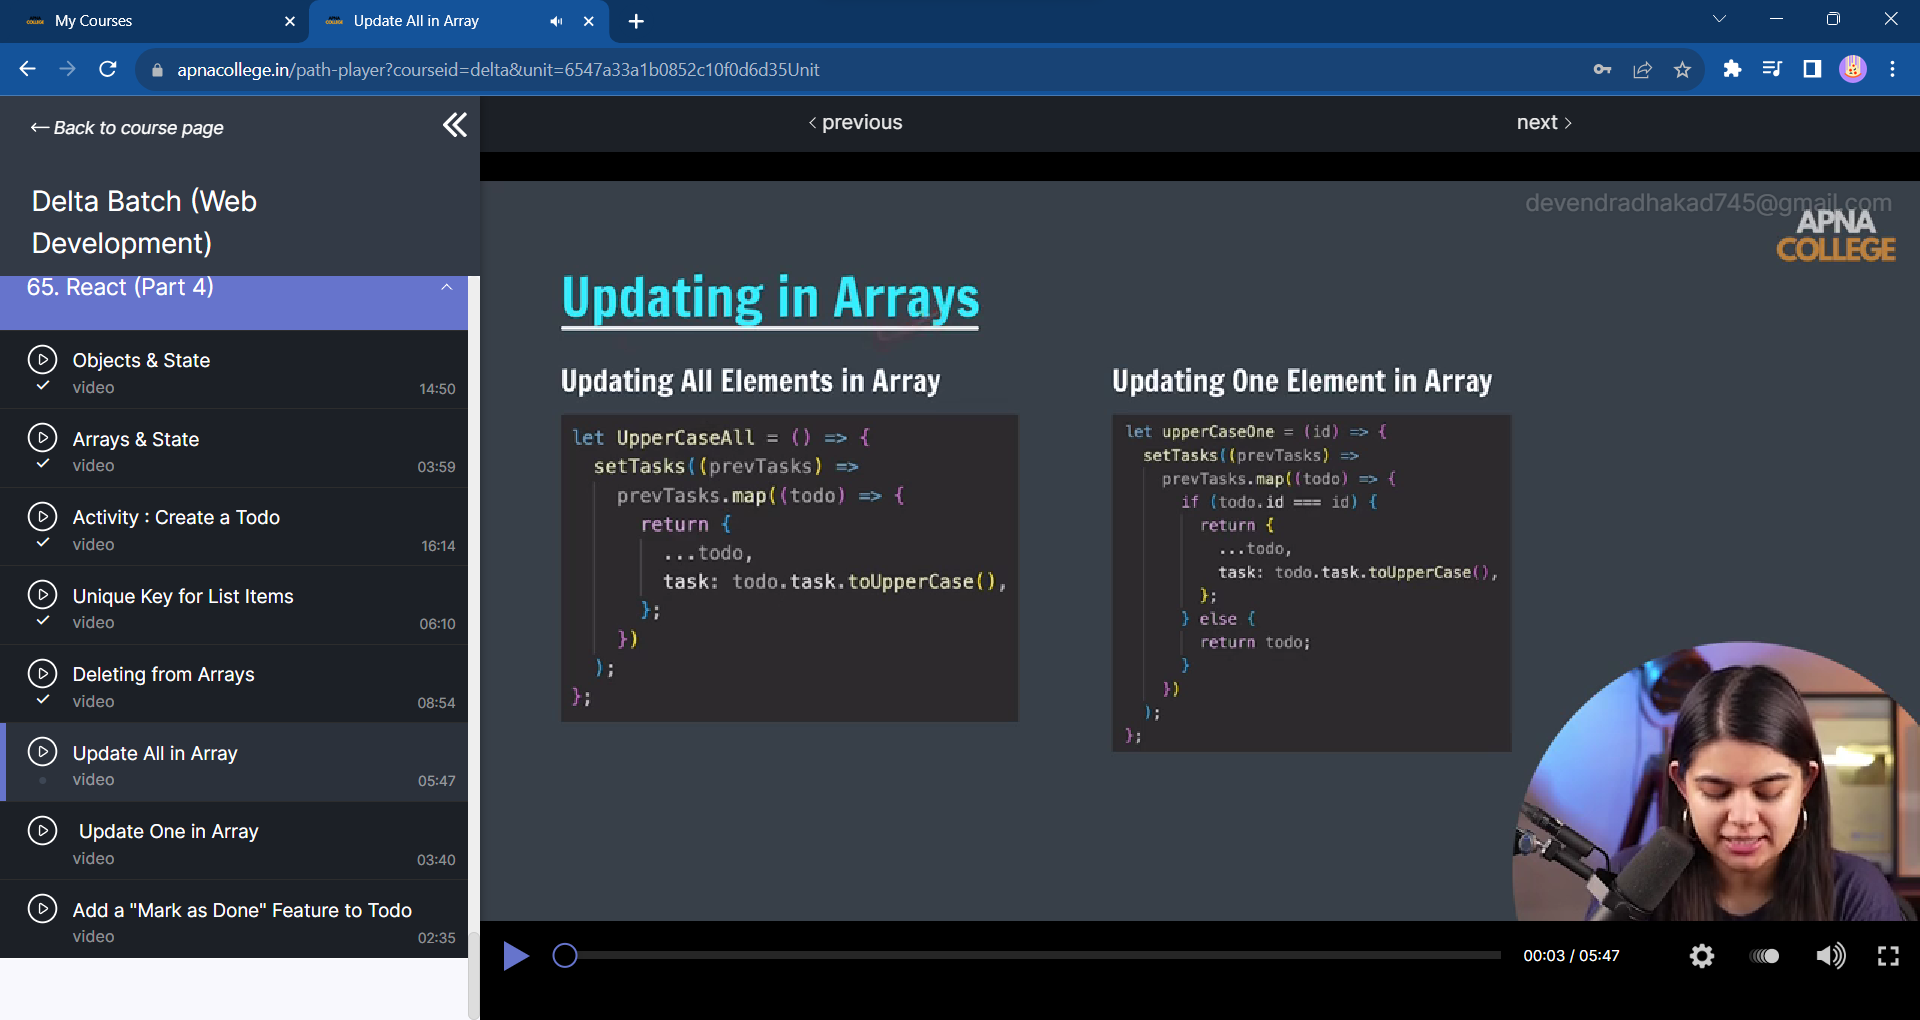 My Courses
Update All in Array
apnacollege.in/path-player?courseid=delta&unit=6547a33a1b0852c10f0d6d35Unit
← Back to course page
Delta Batch (Web
Development)
65. React (Part 4)
Objects & State
video
14:50
Arrays & State
video
03:59
Activity : Create a Todo
video
16:14
Unique Key for List Items
video
06:10
Deleting from Arrays
video
08:54
Update All in Array
video
05:47
Update One in Array
video
03:40
Add a "Mark as Done" Feature to Todo
video
02:35
‹ previous
next ›
devendradhakad745@gmail.com
APNA
COLLEGE
Updating in Arrays
Updating All Elements in Array
let UpperCaseAll = () => {
setTasks((prevTasks) =>
prevTasks.map((todo) => {
return {
...todo,
task: todo.task.toUpperCase(),
};
})
);
};
Updating One Element in Array
let upperCaseOne = (id) => {
setTasks((prevTasks) =>
prevTasks.map((todo) => {
if (todo.id === id) {
return {
...todo,
task: todo.task.toUpperCase(),
};
} else {
return todo;
}
})
);
};
00:03 / 05:47